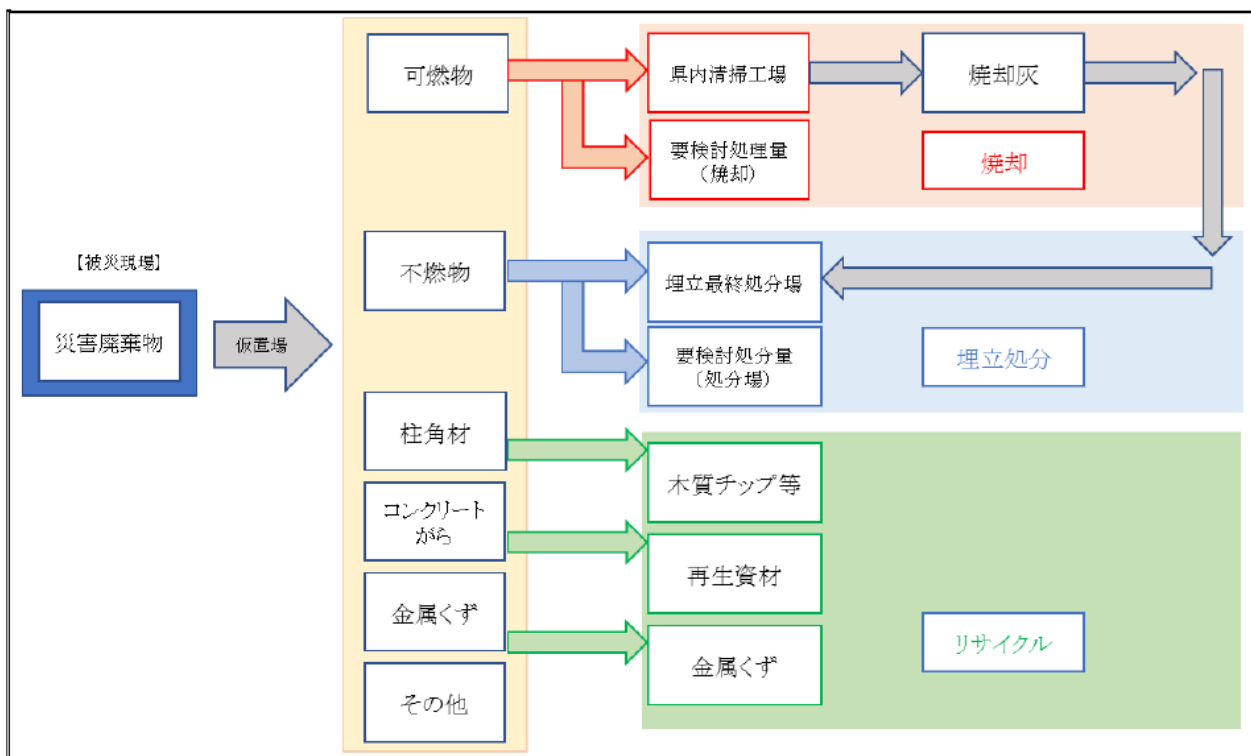 可燃物
県内清掃工場
焼却灰
要検討処理量
（焼却）
焼却
【被災現場】
災害廃棄物
仮置場
不燃物
埋立最終処分場
要検討処分量
（処分場）
埋立処分
柱角材
木質チップ等
コンクリート
がら
再生資材
金属くず
金属くず
リサイクル
その他